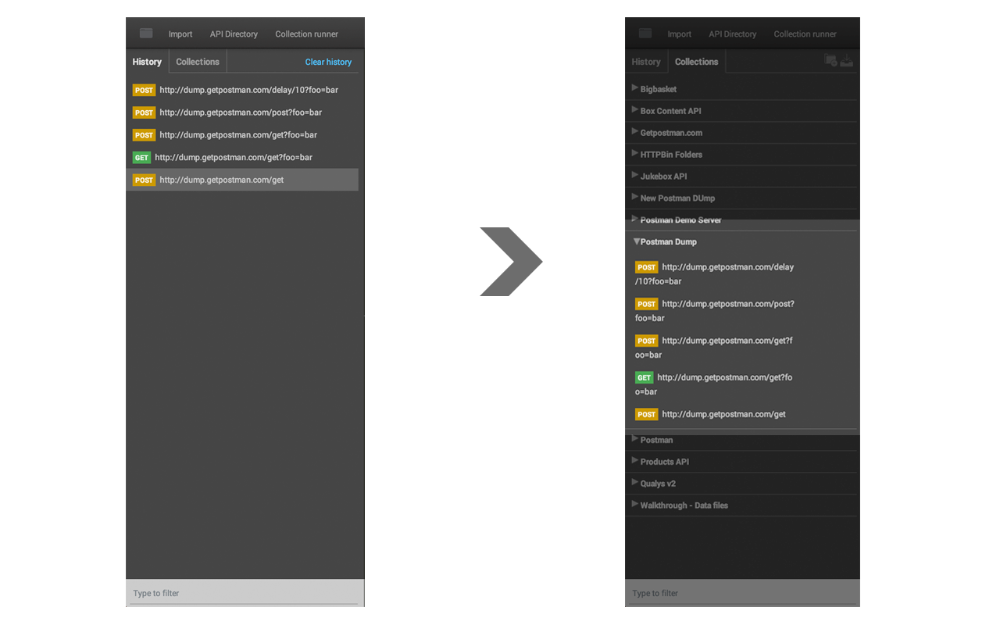 Import API Directory Collection runner
History Collections Clear history
POST http://dump.getpostman.com/delay/10?foo=bar
POST http://dump.getpostman.com/post?foo=bar
POST http://dump.getpostman.com/get?foo=bar
GET http://dump.getpostman.com/get?foo=bar
POST http://dump.getpostman.com/get
Type to filter
Import API Directory Collection runner
History Collections
Bigbasket
Box Content API
Getpostman.com
HTTPBin Folders
Jukebox API
New Postman DUmp
Postman Demo Server
Postman Dump
POST http://dump.getpostman.com/delay
/10?foo=bar
POST http://dump.getpostman.com/post?
foo=bar
POST http://dump.getpostman.com/get?f
oo=bar
GET http://dump.getpostman.com/get?fo
o=bar
POST http://dump.getpostman.com/get
Postman
Products API
Qualys v2
Walkthrough - Data files
Type to filter